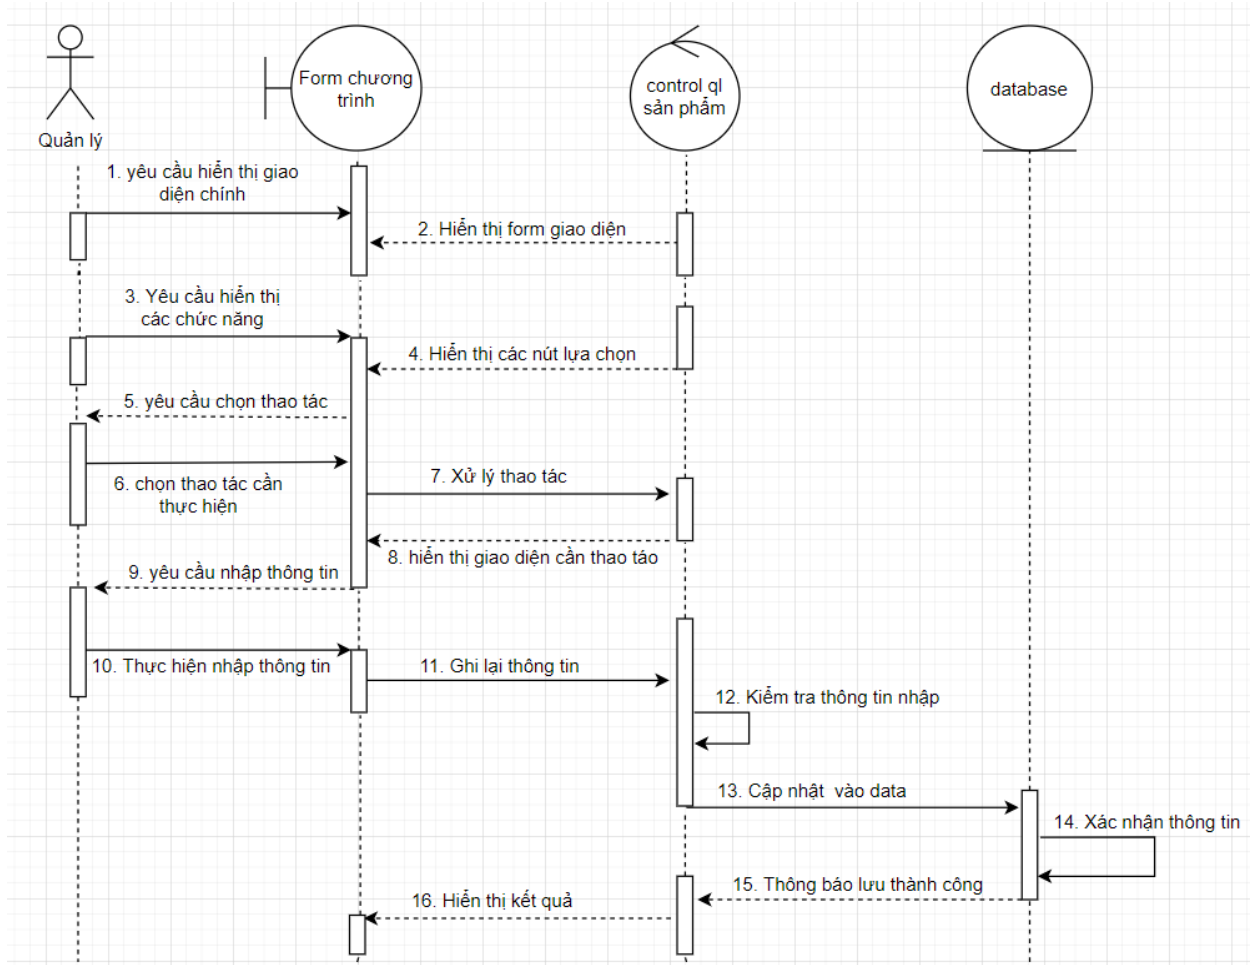 Form chương
trình
control ql
sản phẩm
database
Quản lý
1. yêu cầu hiển thị giao
diện chính
2. Hiển thị form giao diện
3. Yêu cầu hiển thị
các chức năng
4. Hiển thị các nút lựa chọn
5. yêu cầu chọn thao tác
6. chọn thao tác cần
thực hiện
7. Xử lý thao tác
8. hiển thị giao diện cần thao táo
9. yêu cầu nhập thông tin
10. Thực hiện nhập thông tin
11. Ghi lại thông tin
12. Kiểm tra thông tin nhập
13. Cập nhật vào data
14. Xác nhận thông tin
15. Thông báo lưu thành công
16. Hiển thị kết quả